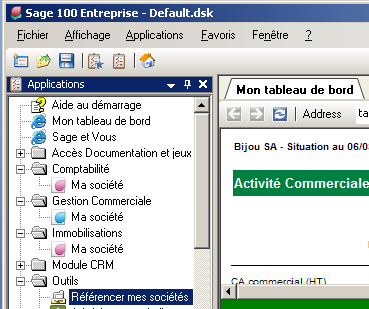 Sage 100 Entreprise - Default.dsk
Fichier Affichage Applications Favoris Fenêtre ?
Applications
Aide au démarrage
Mon tableau de bord
Sage et Vous
Accès Documentation et jeux
Comptabilité
Ma société
Gestion Commerciale
Ma société
Immobilisations
Ma société
Module CRM
Outils
Référencer mes sociétés
Mon tableau de bord
Address ta
Bijou SA - Situation au 06/0
Activité Commerciale
CA commercial (HT)